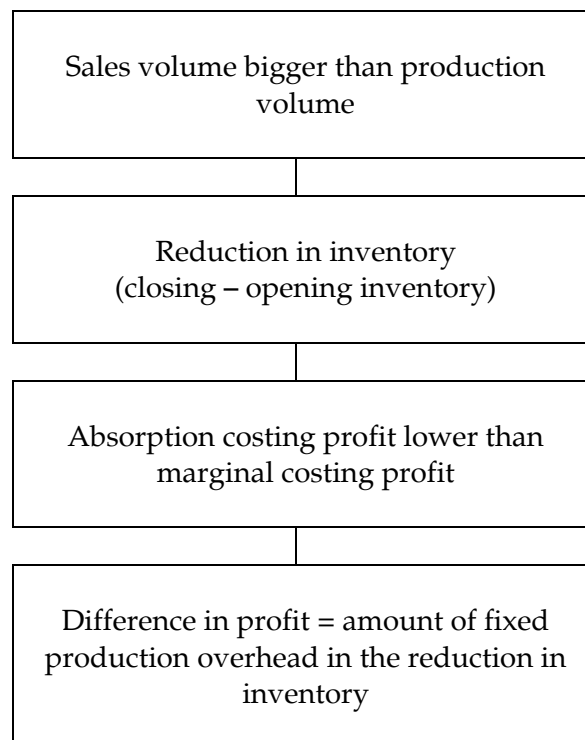 Sales volume bigger than production
volume
Reduction in inventory
(closing – opening inventory)
Absorption costing profit lower than
marginal costing profit
Difference in profit = amount of fixed
production overhead in the reduction in
inventory